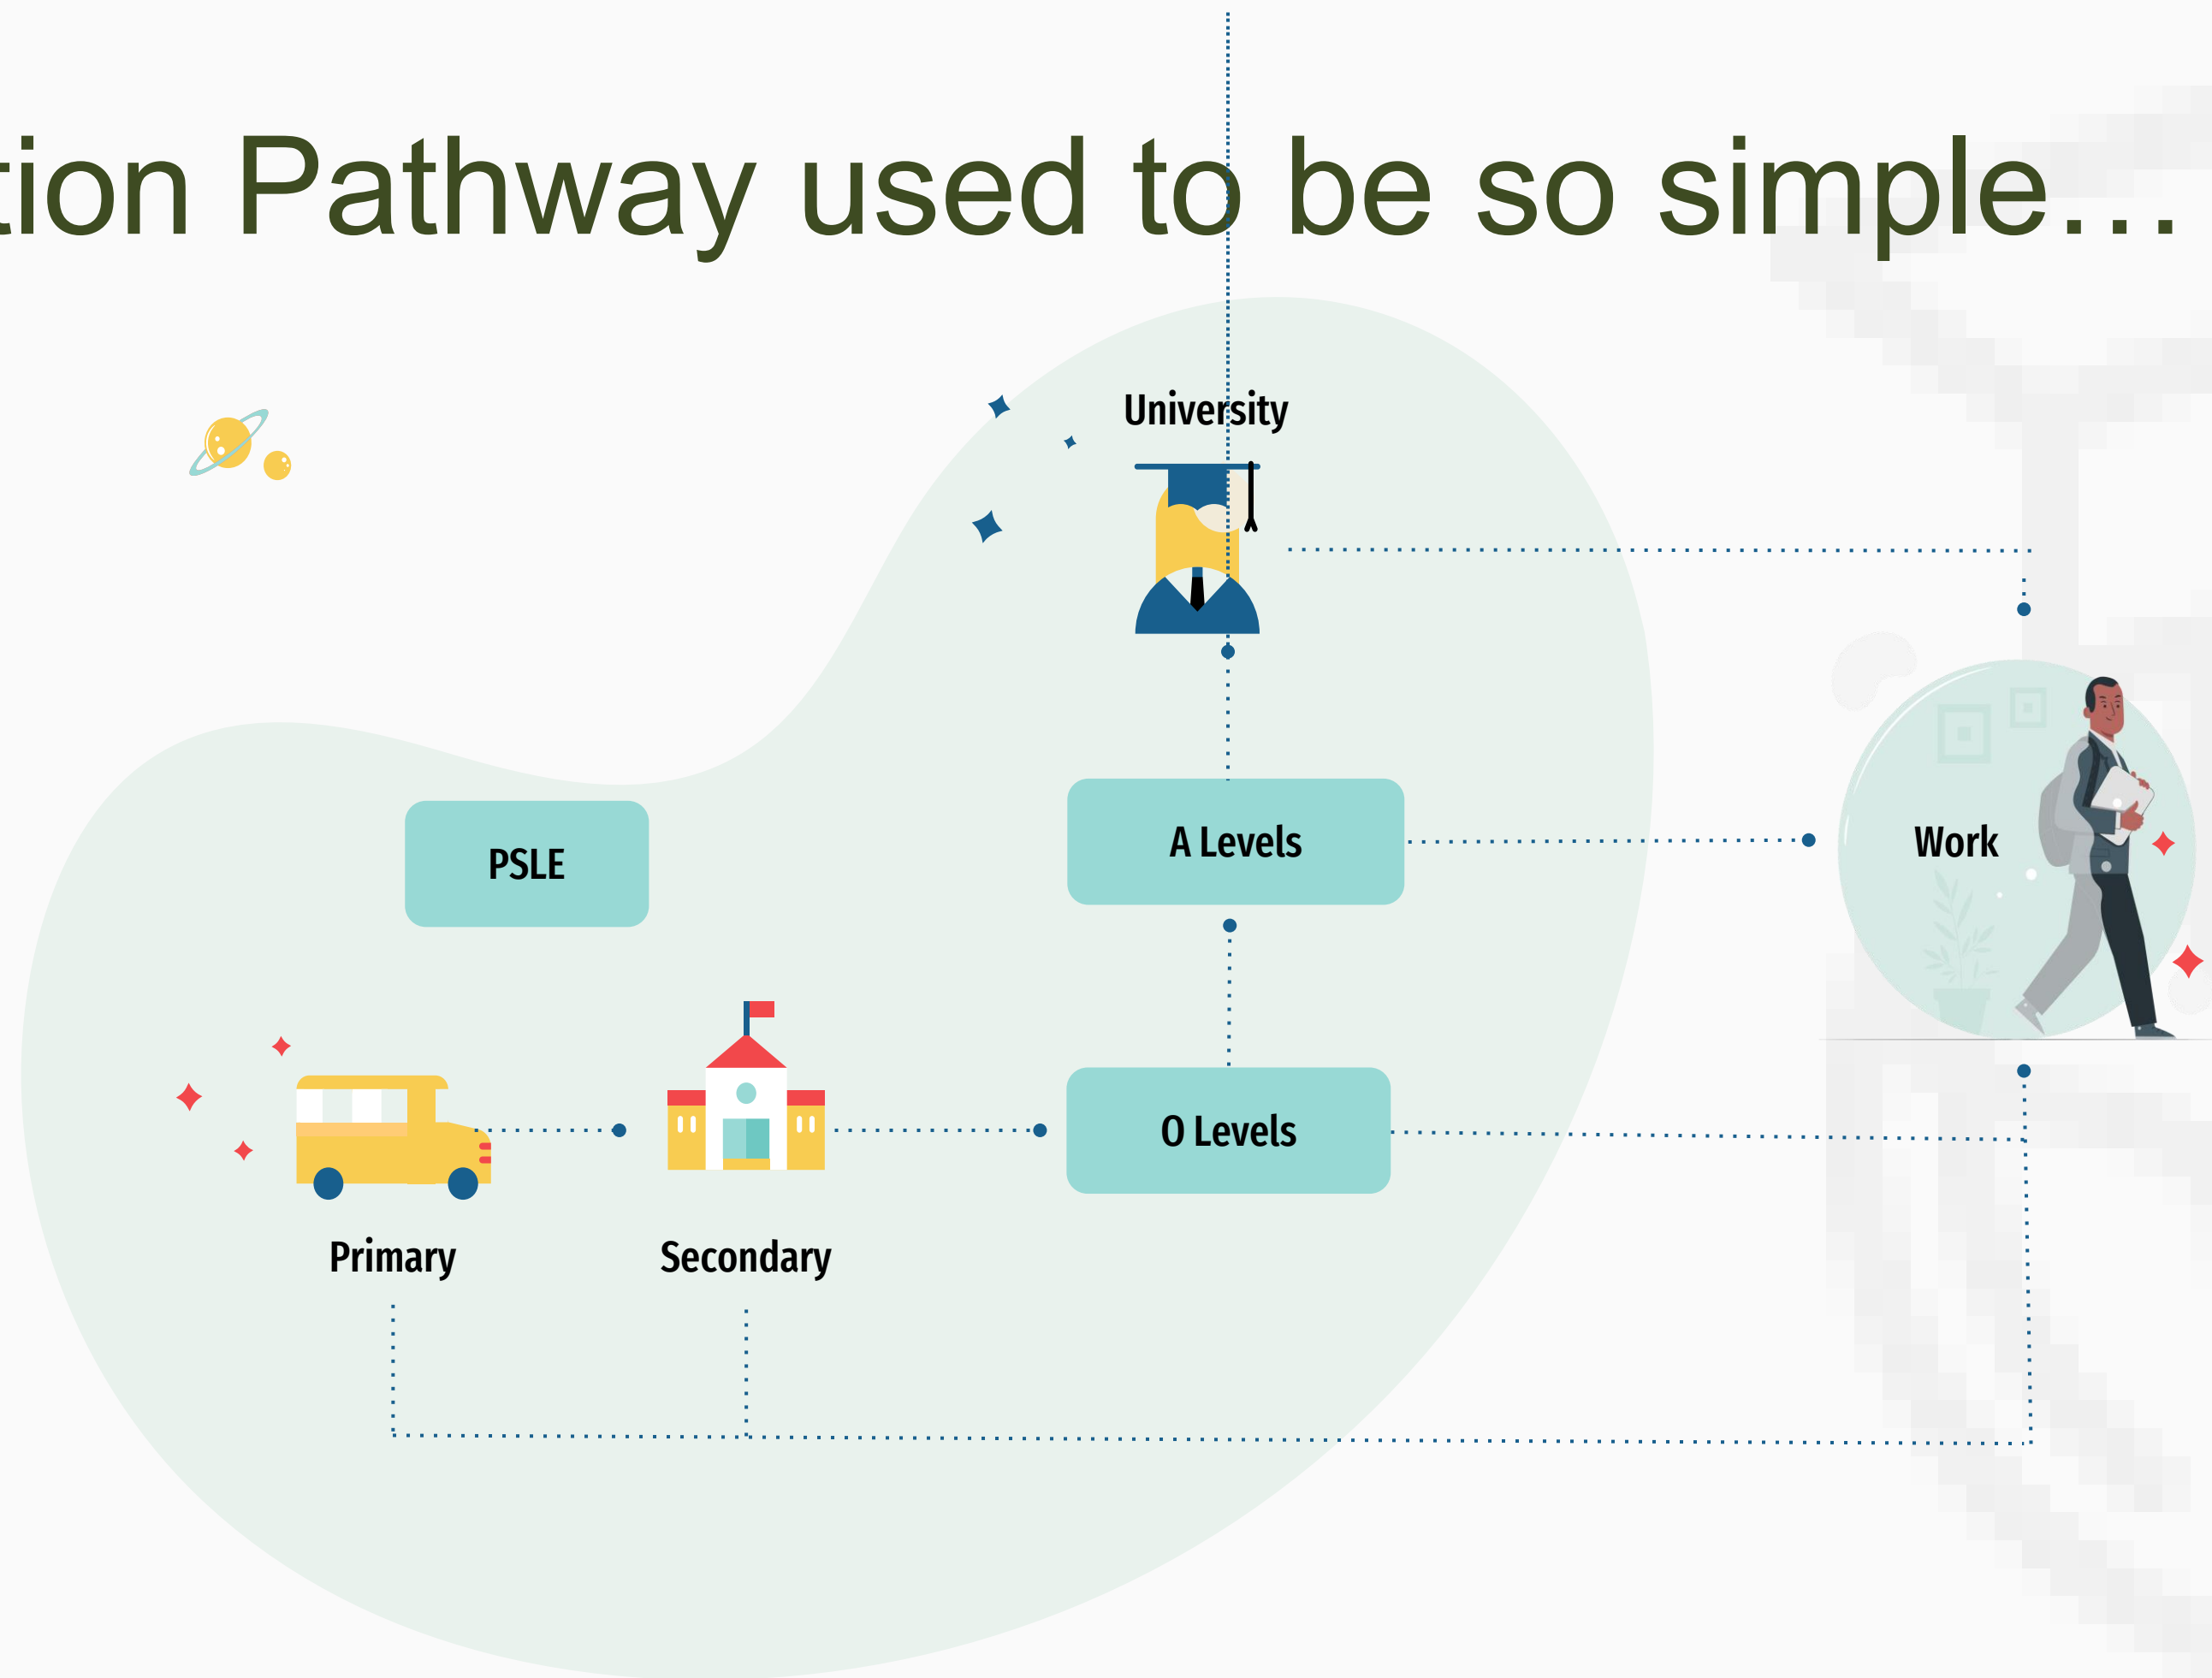 tion Pathway used to be so simple…
University
PSLE
A Levels
Work
O Levels
Primary
Secondary